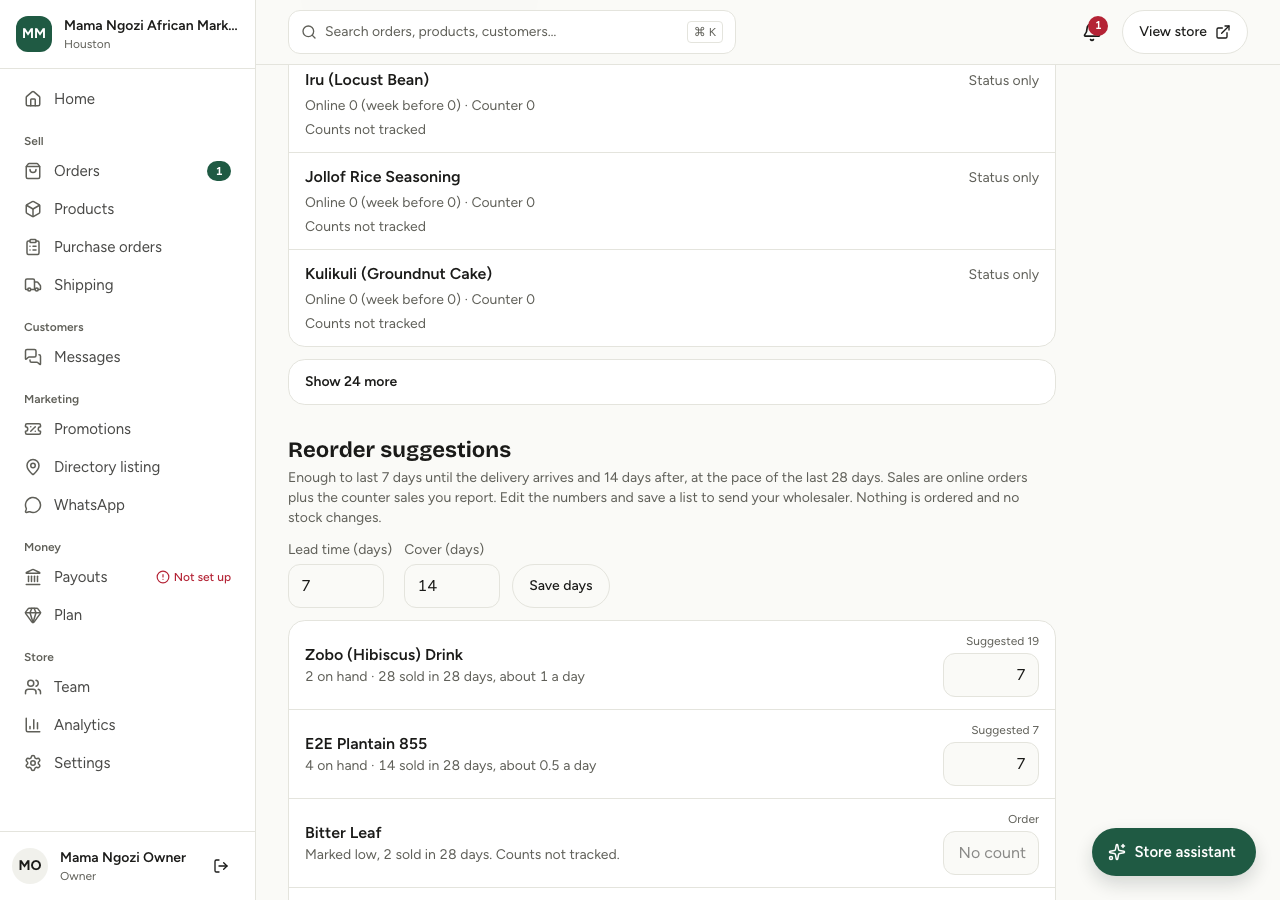 MM
Mama Ngozi African Mark...
Houston
Search orders, products, customers...
⌘ K
1
View store
Home
Sell
Orders
1
Products
Purchase orders
Shipping
Customers
Messages
Marketing
Promotions
Directory listing
WhatsApp
Money
Payouts
Not set up
Plan
Store
Team
Analytics
Settings
MO
Mama Ngozi Owner
Owner
Iru (Locust Bean)
Status only
Online 0 (week before 0) · Counter 0
Counts not tracked
Jollof Rice Seasoning
Status only
Online 0 (week before 0) · Counter 0
Counts not tracked
Kulikuli (Groundnut Cake)
Status only
Online 0 (week before 0) · Counter 0
Counts not tracked
Show 24 more
Reorder suggestions
Enough to last 7 days until the delivery arrives and 14 days after, at the pace of the last 28 days. Sales are online orders
plus the counter sales you report. Edit the numbers and save a list to send your wholesaler. Nothing is ordered and no
stock changes.
Lead time (days)
Cover (days)
7
14
Save days
Zobo (Hibiscus) Drink
2 on hand · 28 sold in 28 days, about 1 a day
Suggested 19
7
E2E Plantain 855
4 on hand · 14 sold in 28 days, about 0.5 a day
Suggested 7
7
Bitter Leaf
Marked low, 2 sold in 28 days. Counts not tracked.
Order
No count
Store assistant